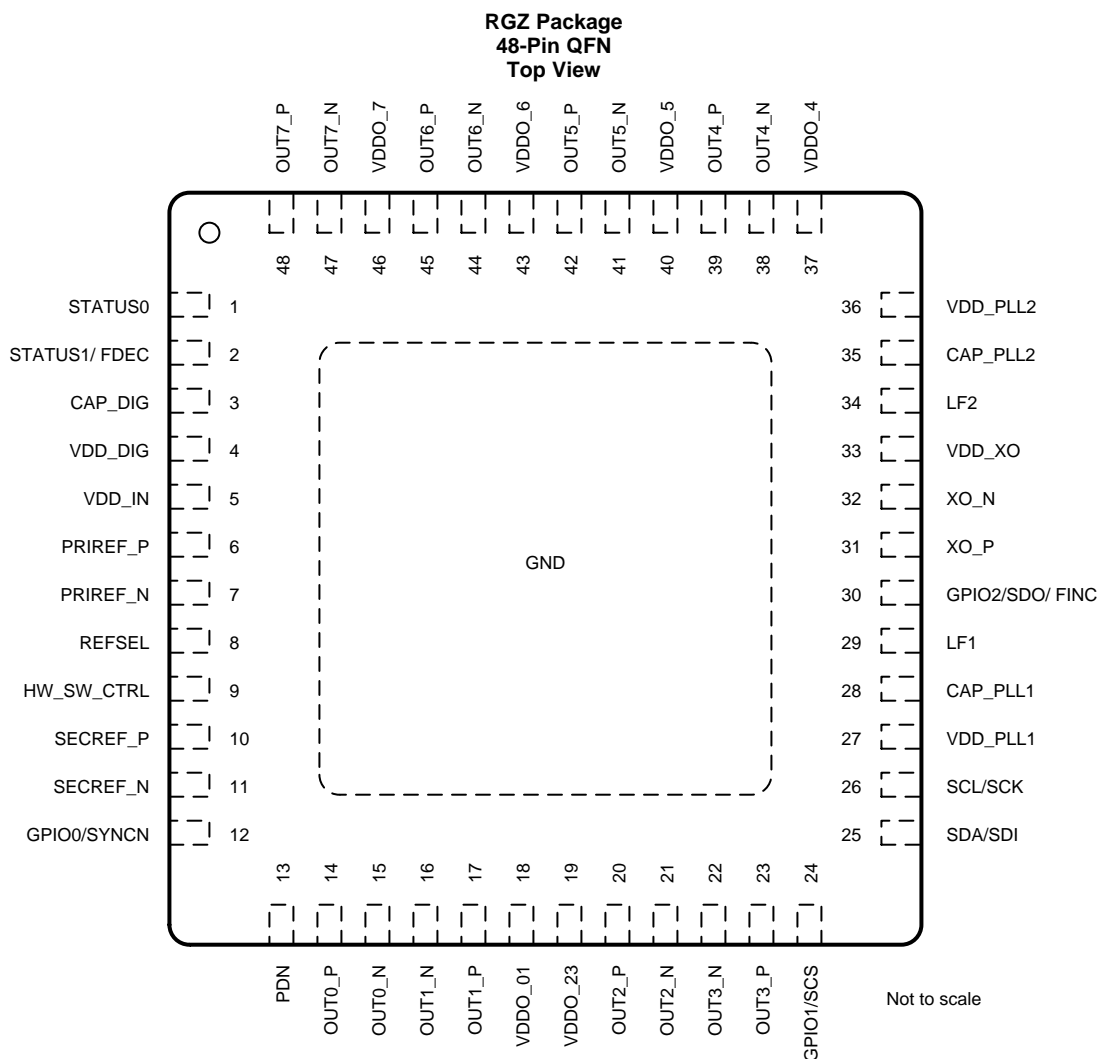 RGZ Package
48-Pin QFN
Top View
OUT7_P
OUT7_N
VDDO_7
OUT6_P
OUT6_N
VDDO_6
OUT5_P
OUT5_N
VDDO_5
OUT4_P
OUT4_N
VDDO_4
48
47
46
45
44
43
42
41
40
39
38
37
STATUS0 1
STATUS1/ FDEC 2
CAP_DIG 3
VDD_DIG 4
VDD_IN 5
PRIREF_P 6
PRIREF_N 7
REFSEL 8
HW_SW_CTRL 9
SECREF_P 10
SECREF_N 11
GPIO0/SYNCN 12
GND
36 VDD_PLL2
35 CAP_PLL2
34 LF2
33 VDD_XO
32 XO_N
31 XO_P
30 GPIO2/SDO/ FINC
29 LF1
28 CAP_PLL1
27 VDD_PLL1
26 SCL/SCK
25 SDA/SDI
13
14
15
16
17
18
19
20
21
22
23
24
PDN
OUT0_P
OUT0_N
OUT1_N
OUT1_P
VDDO_01
VDDO_23
OUT2_P
OUT2_N
OUT3_N
OUT3_P
GPIO1/SCS
Not to scale